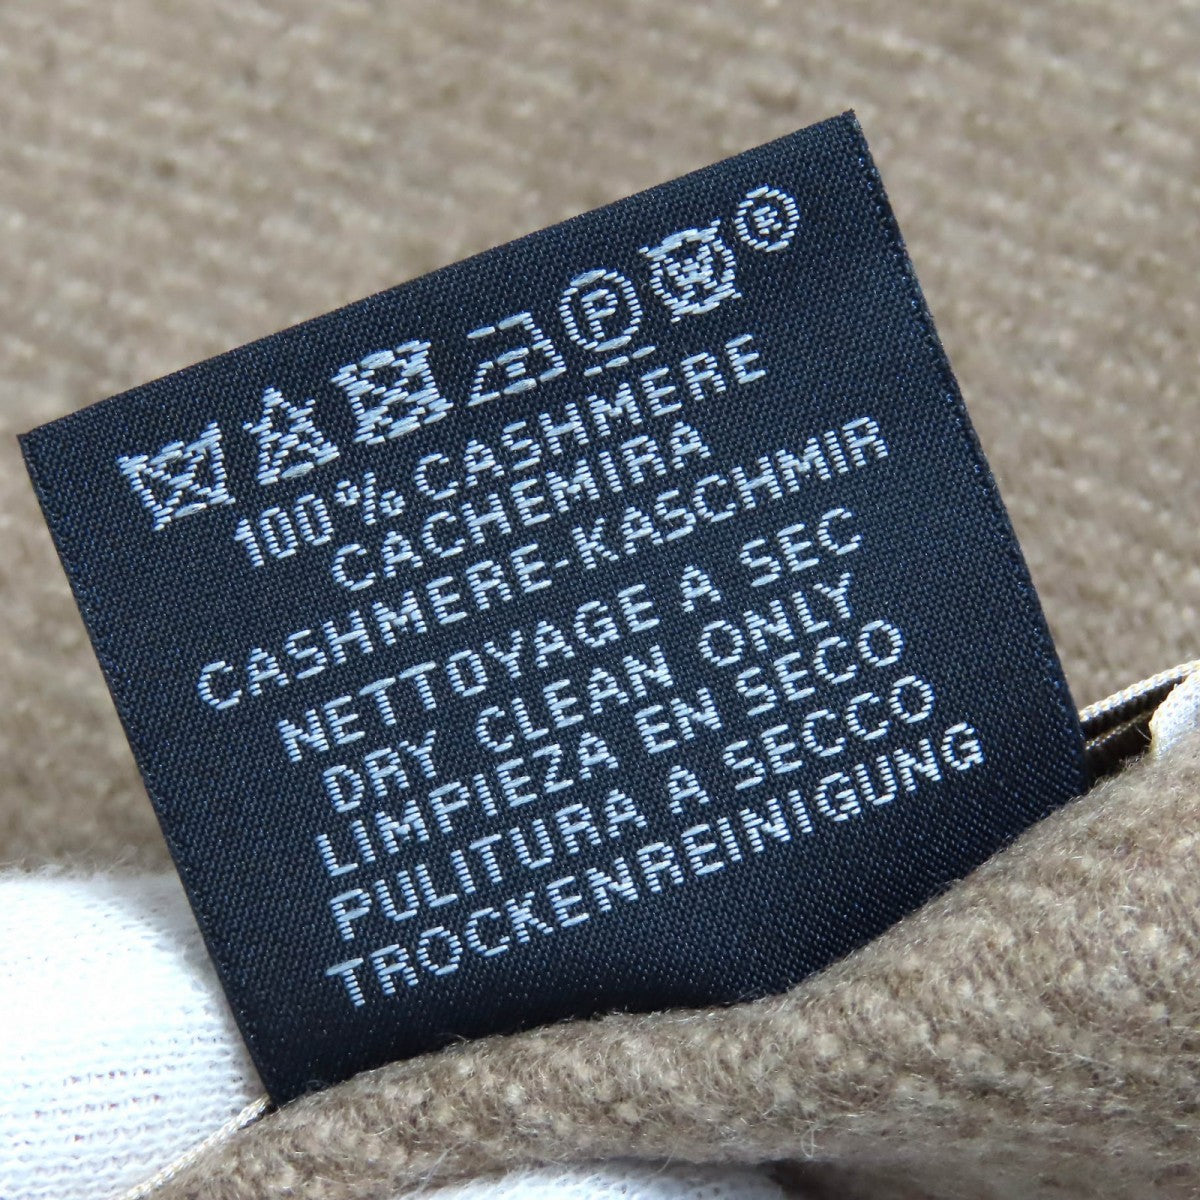 P W ®
100% CASHMERE
CACHEMIRA
CASHMERE-KASCHMIR
NETTOYAGE A SEC
DRY CLEAN ONLY
LIMPIEZA EN SECO
PULITURA A SECCO
TROCKENREINIGUNG